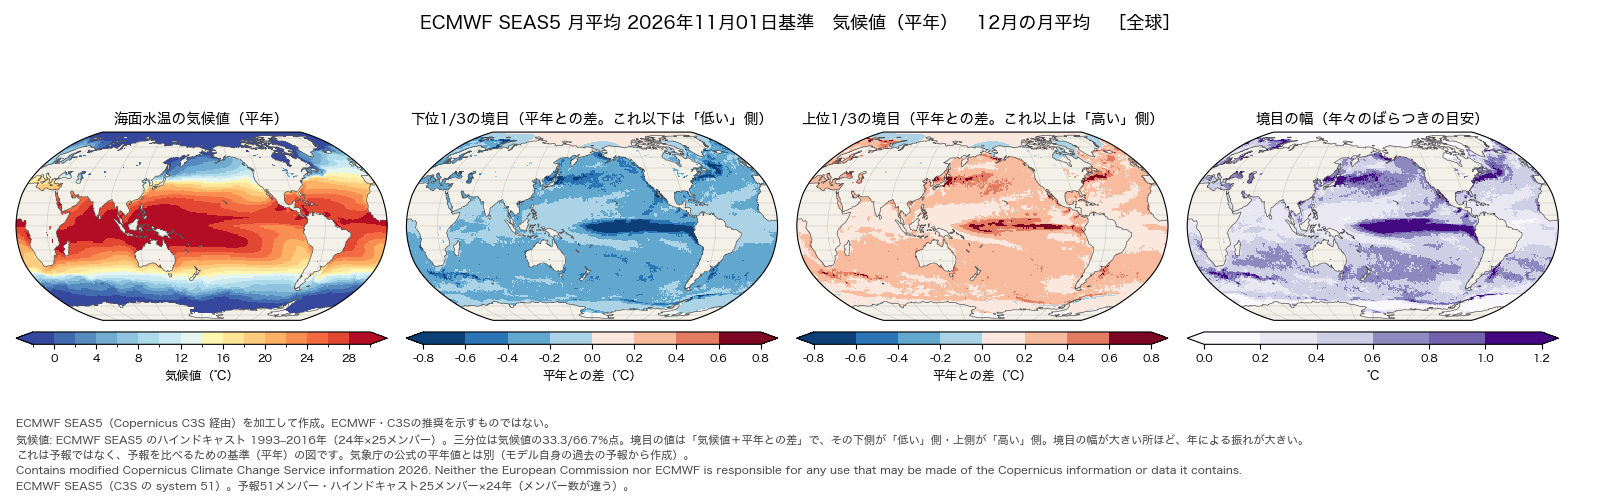 ECMWF SEAS5 月平均 2026年11月01日基準　気候値（平年）　12月の月平均　［全球］
海面水温の気候値（平年）
下位1/3の境目（平年との差。これ以下は「低い」側）
上位1/3の境目（平年との差。これ以上は「高い」側）
境目の幅（年々のばらつきの目安）
0 4 8 12 16 20 24 28
-0.8 -0.6 -0.4 -0.2 0.0 0.2 0.4 0.6 0.8
-0.8 -0.6 -0.4 -0.2 0.0 0.2 0.4 0.6 0.8
0.0 0.2 0.4 0.6 0.8 1.0 1.2
気候値（℃）
平年との差（℃）
平年との差（℃）
℃
ECMWF SEAS5（Copernicus C3S 経由）を加工して作成。ECMWF・C3Sの推奨を示すものではない。
気候値: ECMWF SEAS5 のハインドキャスト 1993–2016年（24年×25メンバー）。三分位は気候値の33.3/66.7%点。境目の値は「気候値＋平年との差」で、その下側が「低い」側・上側が「高い」側。境目の幅が大きい所ほど、年による振れが大きい。
これは予報ではなく、予報を比べるための基準（平年）の図です。気象庁の公式の平年値とは別（モデル自身の過去の予報から作成）。
Contains modified Copernicus Climate Change Service information 2026. Neither the European Commission nor ECMWF is responsible for any use that may be made of the Copernicus information or data it contains.
ECMWF SEAS5（C3S の system 51）。予報51メンバー・ハインドキャスト25メンバー×24年（メンバー数が違う）。